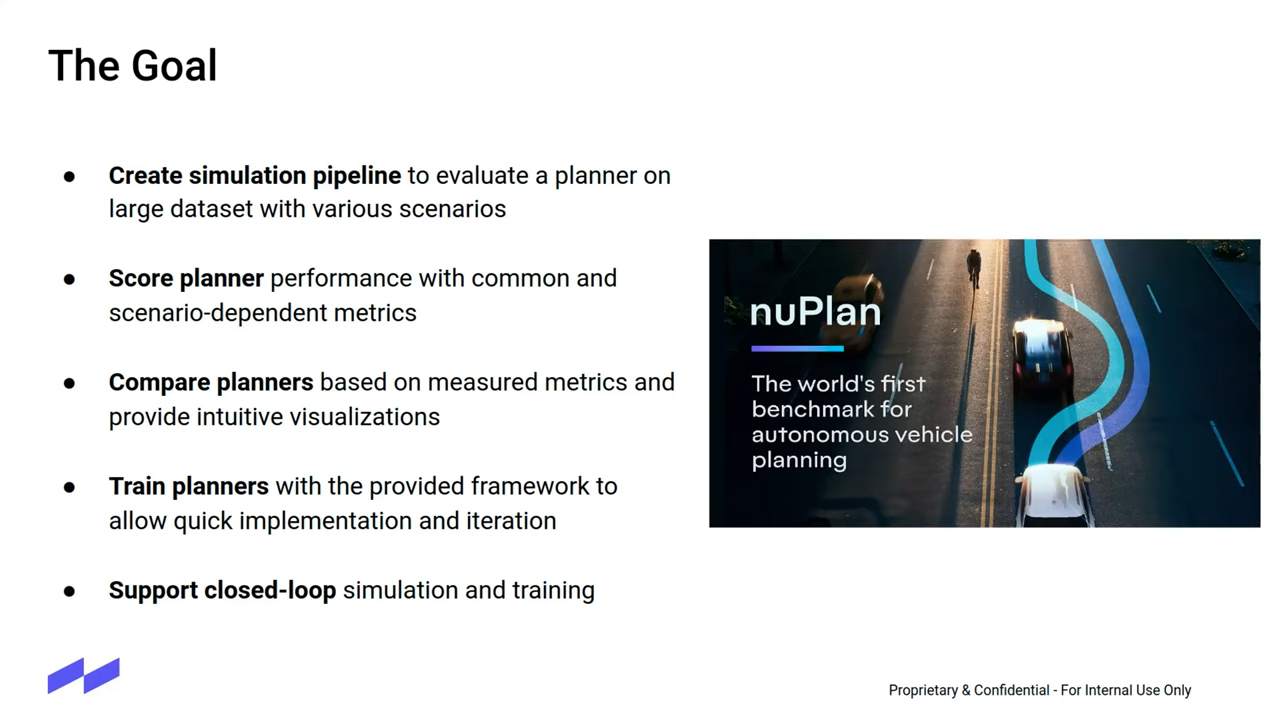 The Goal
● Create simulation pipeline to evaluate a planner on
large dataset with various scenarios
● Score planner performance with common and
scenario-dependent metrics
● Compare planners based on measured metrics and
provide intuitive visualizations
● Train planners with the provided framework to
allow quick implementation and iteration
● Support closed-loop simulation and training
nuPlan
The world's first
benchmark for
autonomous vehicle
planning
Proprietary & Confidential - For Internal Use Only